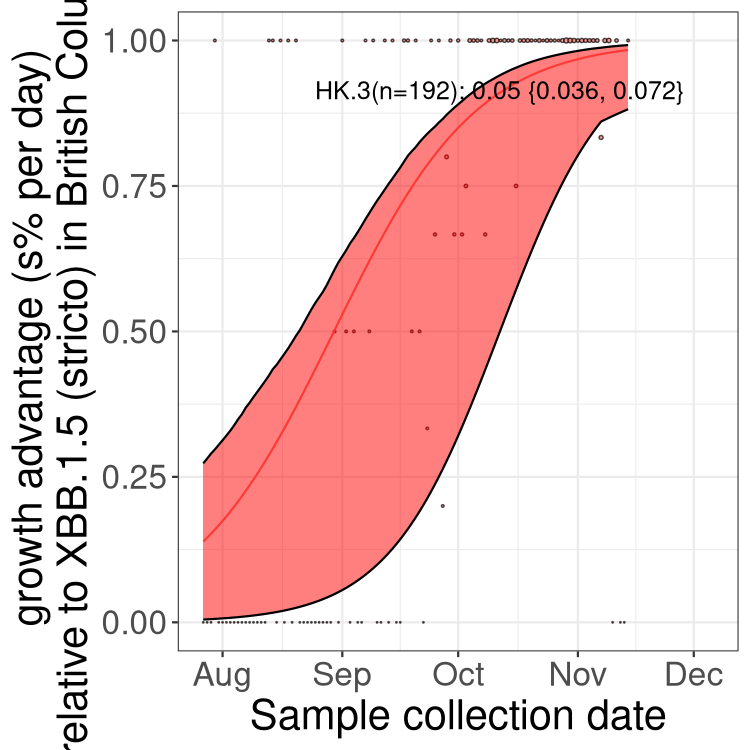 growth advantage (s% per day)
relative to XBB.1.5 (stricto) in British Colu
1.00
0.75
0.50
0.25
0.00
HK.3(n=192): 0.05 {0.036, 0.072}
Aug Sep Oct Nov Dec
Sample collection date